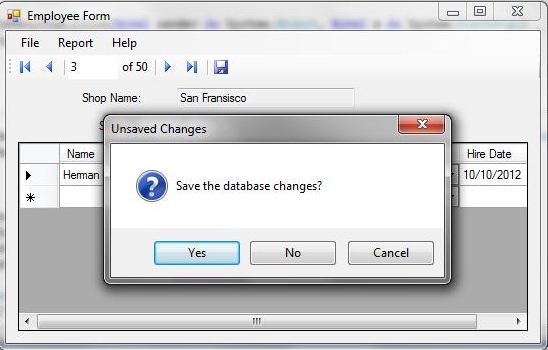 Employee Form
File Report Help
3 of 50
Shop Name: San Fransisco
Unsaved Changes
Name Hire Date
Herman 10/10/2012
Save the database changes?
Yes No Cancel